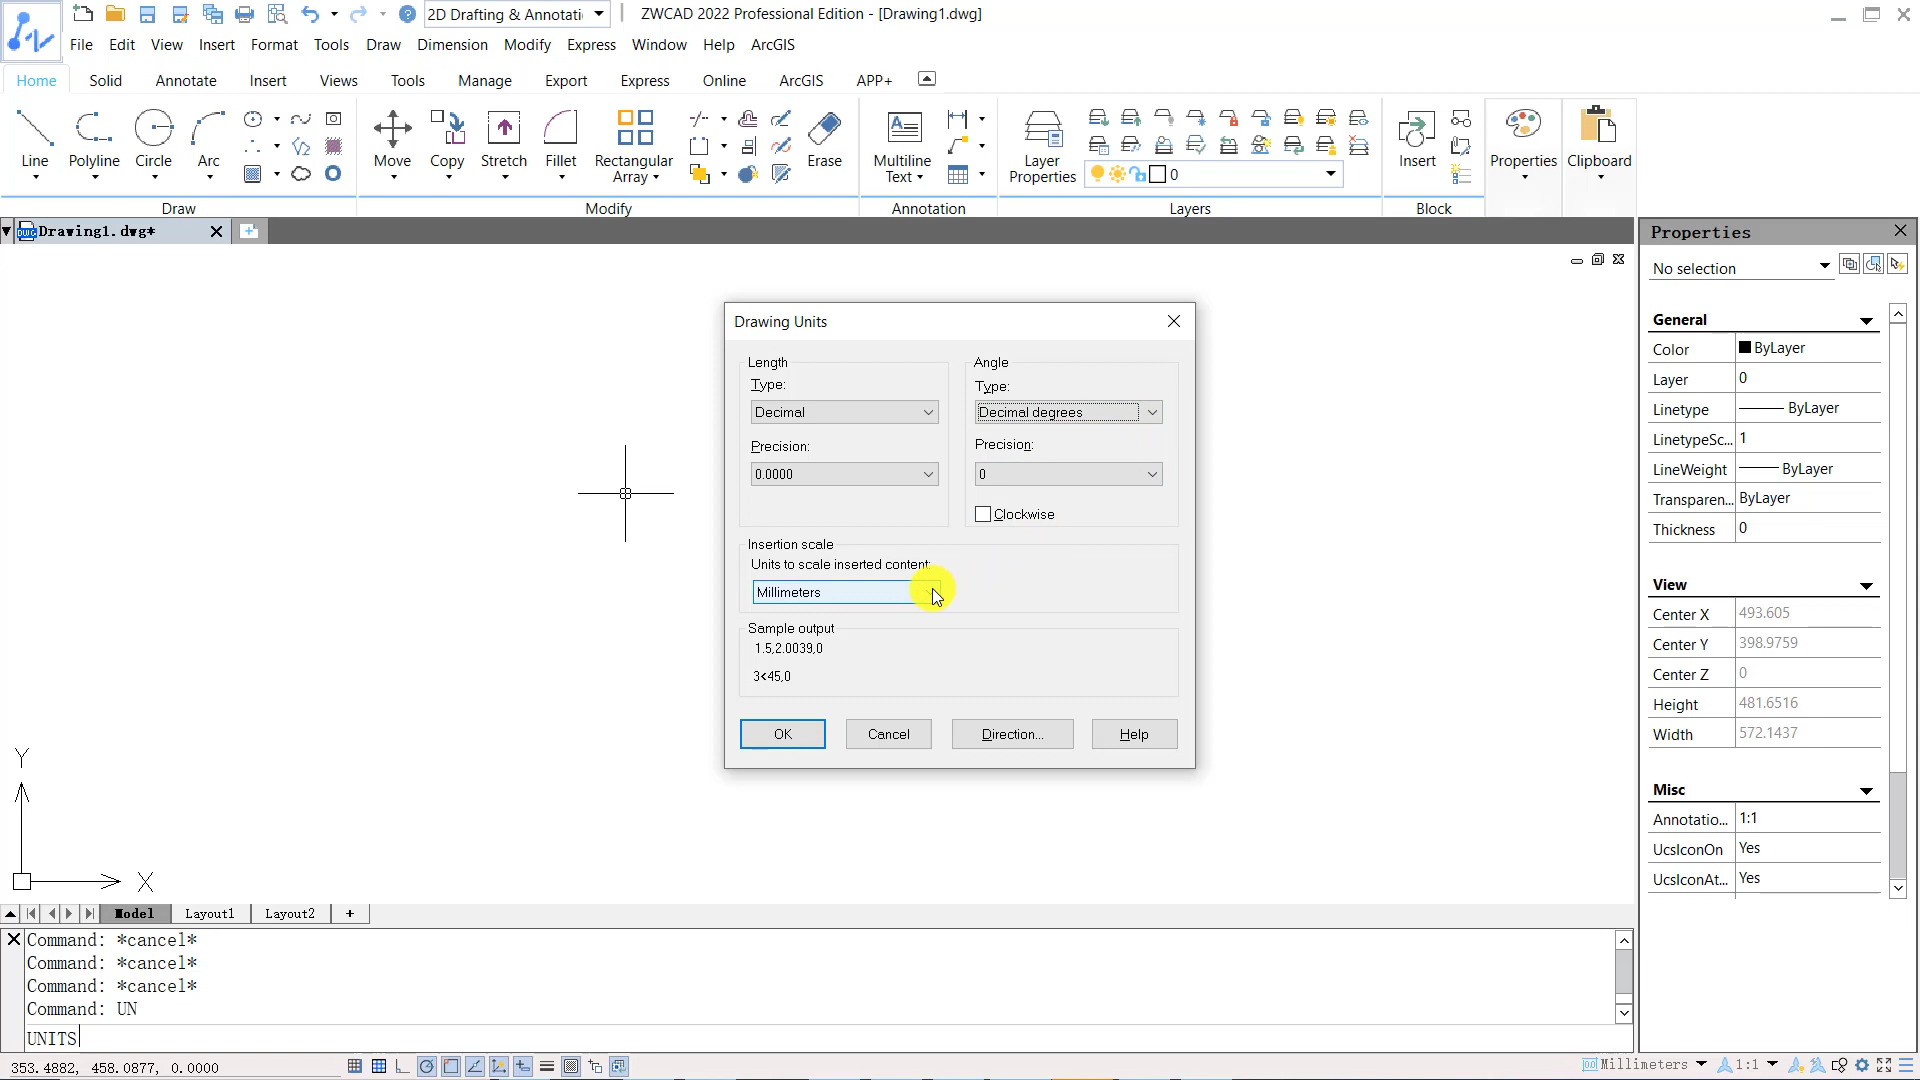 2D Drafting & Annotati
ZWCAD 2022 Professional Edition - [Drawing1.dwg]
File Edit View Insert Format Tools Draw Dimension Modify Express Window Help ArcGIS
Home Solid Annotate Insert Views Tools Manage Export Express Online ArcGIS APP+
Line Polyline Circle Arc Move Copy Stretch Fillet Rectangular Array Erase Multiline Text Layer Properties Insert Properties Clipboard
0
Draw Modify Annotation Layers Block
Drawing1.dwg*
Properties
No selection
General
Color ByLayer
Layer 0
Linetype ByLayer
LinetypeSc... 1
LineWeight ByLayer
Transparen... ByLayer
Thickness 0
View
Center X 493.605
Center Y 398.9759
Center Z 0
Height 481.6516
Width 572.1437
Misc
Annotatio... 1:1
UcsIconOn Yes
UcsIconAt... Yes
Drawing Units
Length
Type:
Decimal
Precision:
0.0000
Angle
Type:
Decimal degrees
Precision:
0
Clockwise
Insertion scale
Units to scale inserted content:
Millimeters
Sample output
1.5,2.0039,0
3<45,0
OK Cancel Direction... Help
Y
X
Model Layout1 Layout2 +
Command: *cancel*
Command: *cancel*
Command: *cancel*
Command: UN
UNITS
353.4882, 458.0877, 0.0000
Millimeters 1:1